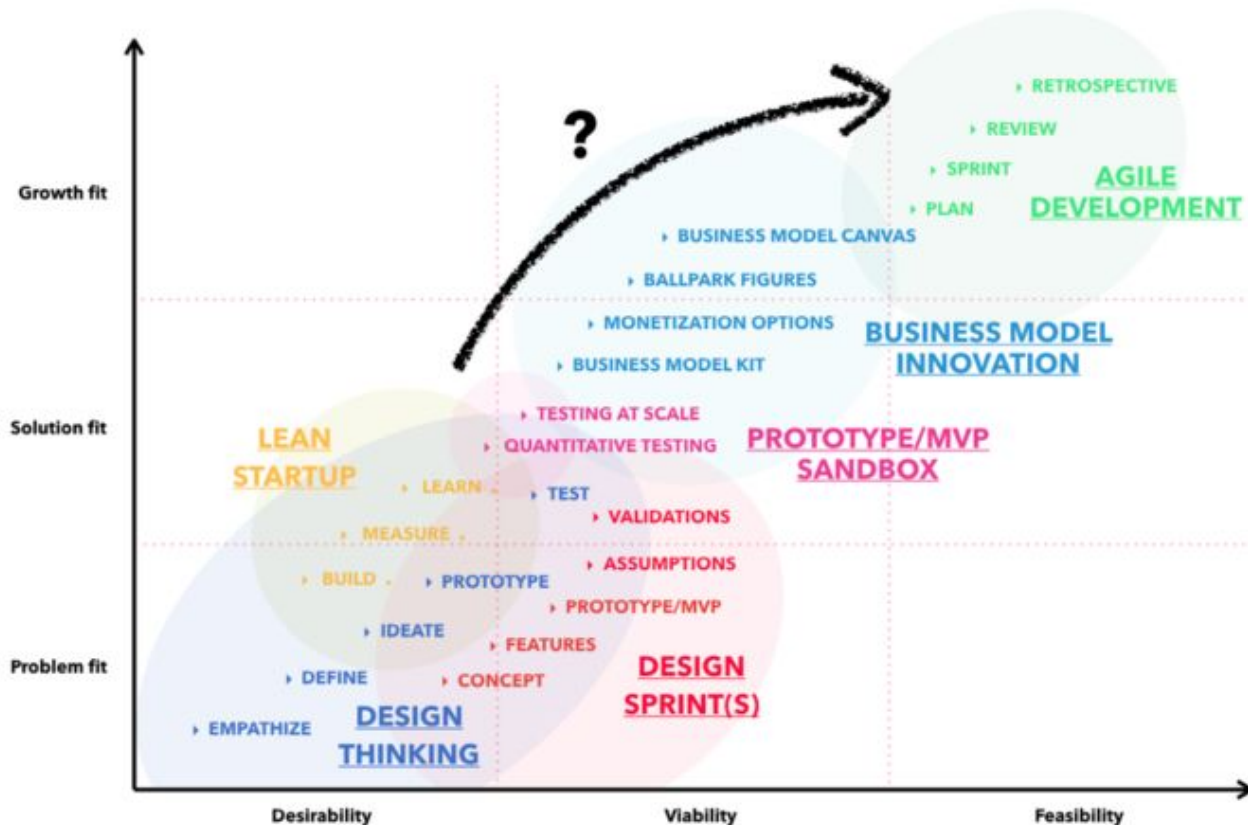 ?
RETROSPECTIVE
REVIEW
SPRINT
AGILE
DEVELOPMENT
PLAN
Growth fit
BUSINESS MODEL CANVAS
BALLPARK FIGURES
MONETIZATION OPTIONS
BUSINESS MODEL
INNOVATION
BUSINESS MODEL KIT
TESTING AT SCALE
QUANTITATIVE TESTING
PROTOTYPE/MVP
SANDBOX
Solution fit
LEAN
STARTUP
LEARN
MEASURE
BUILD
TEST
VALIDATIONS
ASSUMPTIONS
PROTOTYPE
PROTOTYPE/MVP
IDEATE
FEATURES
DEFINE
CONCEPT
DESIGN
SPRINT(S)
Problem fit
EMPATHIZE
DESIGN
THINKING
Desirability
Viability
Feasibility